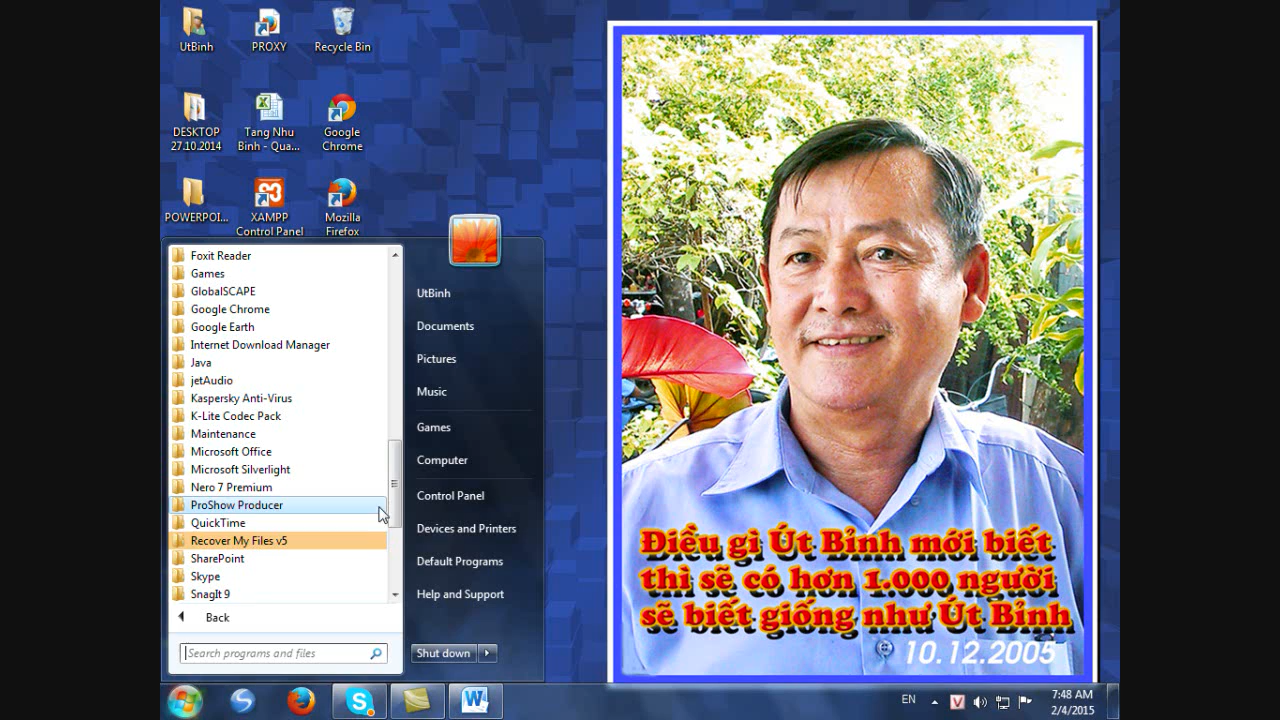 UtBinh
PROXY
Recycle Bin
DESKTOP
27.10.2014
Tang Nhu
Binh - Qua...
Google
Chrome
POWERPOI...
XAMPP
Control Panel
Mozilla
Firefox
Foxit Reader
Games
GlobalSCAPE
Google Chrome
Google Earth
Internet Download Manager
Java
jetAudio
Kaspersky Anti-Virus
K-Lite Codec Pack
Maintenance
Microsoft Office
Microsoft Silverlight
Nero 7 Premium
ProShow Producer
QuickTime
Recover My Files v5
SharePoint
Skype
SnagIt 9
Back
Search programs and files
UtBinh
Documents
Pictures
Music
Games
Computer
Control Panel
Devices and Printers
Default Programs
Help and Support
Shut down
Điều gì Út Bỉnh mới biết
thì sẽ có hơn 1.000 người
sẽ biết giống như Út Bỉnh
10.12.2005
EN
7:48 AM
2/4/2015